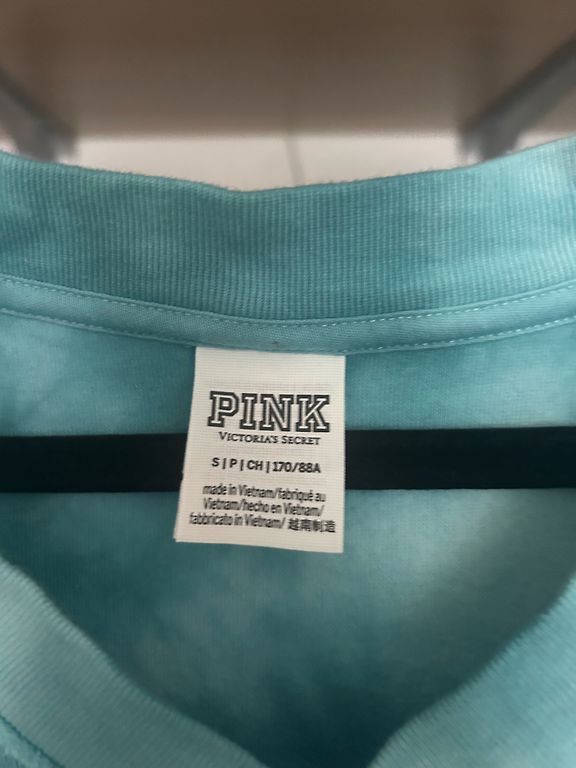 PINK
VICTORIA'S SECRET
S | P | CH | 170/88A
made in Vietnam/fabriqué au
Vietnam/hecho en Vietnam/
fabbricato in Vietnam/ 越南制造